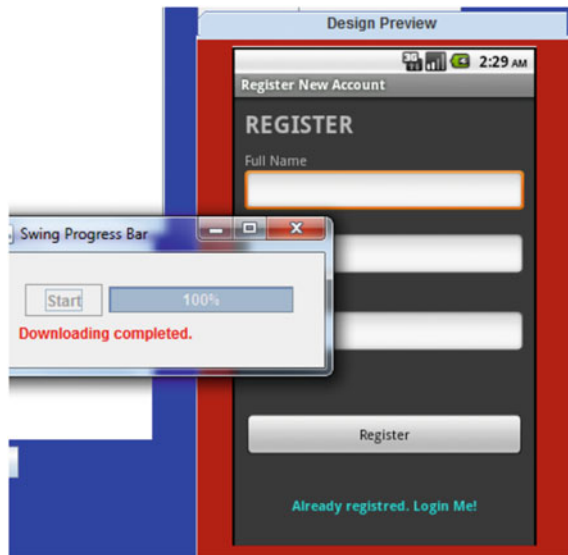 Design Preview
3G
2:29 AM
Register New Account
REGISTER
Full Name
Swing Progress Bar
Start
100%
Downloading completed.
Register
Already registred. Login Me!